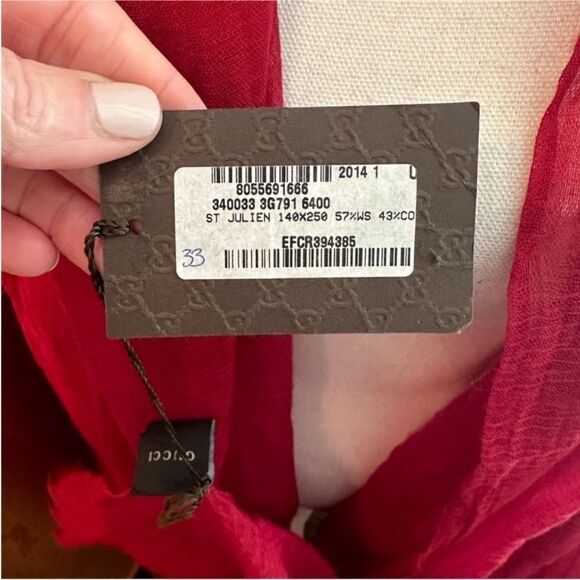 2014 1
8055691666
340033 3G791 6400
ST JULIEN 140X250 57%WS 43%CO
EFCR394385
33
GUCCI